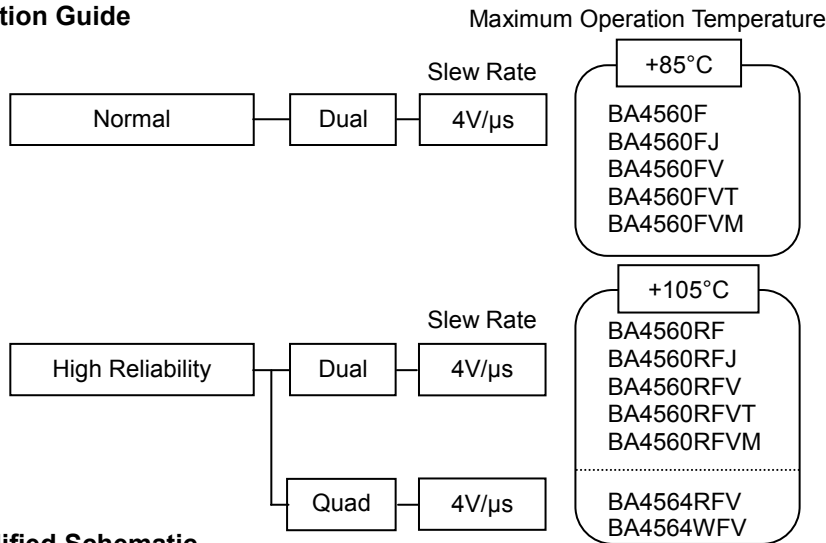 tion Guide
Maximum Operation Temperature
Slew Rate
+85°C
Normal
Dual
4V/µs
BA4560F
BA4560FJ
BA4560FV
BA4560FVT
BA4560FVM
+105°C
Slew Rate
High Reliability
Dual
4V/µs
BA4560RF
BA4560RFJ
BA4560RFV
BA4560RFVT
BA4560RFVM
Quad
4V/µs
BA4564RFV
BA4564WFV
lified Schematic